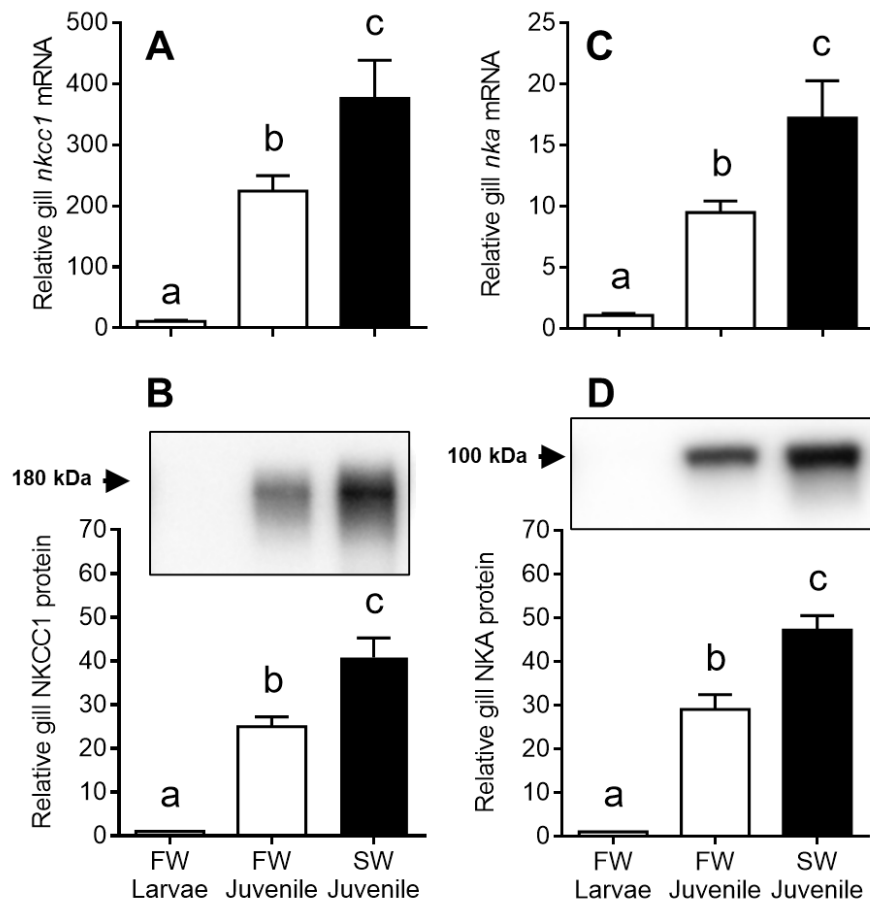 A
Relative gill nkcc1 mRNA
500
400
300
200
100
0
a
b
c
C
Relative gill nka mRNA
25
20
15
10
5
0
a
b
c
B
180 kDa
Relative gill NKCC1 protein
70
60
50
40
30
20
10
0
a
b
c
FW
Larvae
FW
Juvenile
SW
Juvenile
D
100 kDa
Relative gill NKA protein
70
60
50
40
30
20
10
0
a
b
c
FW
Larvae
FW
Juvenile
SW
Juvenile